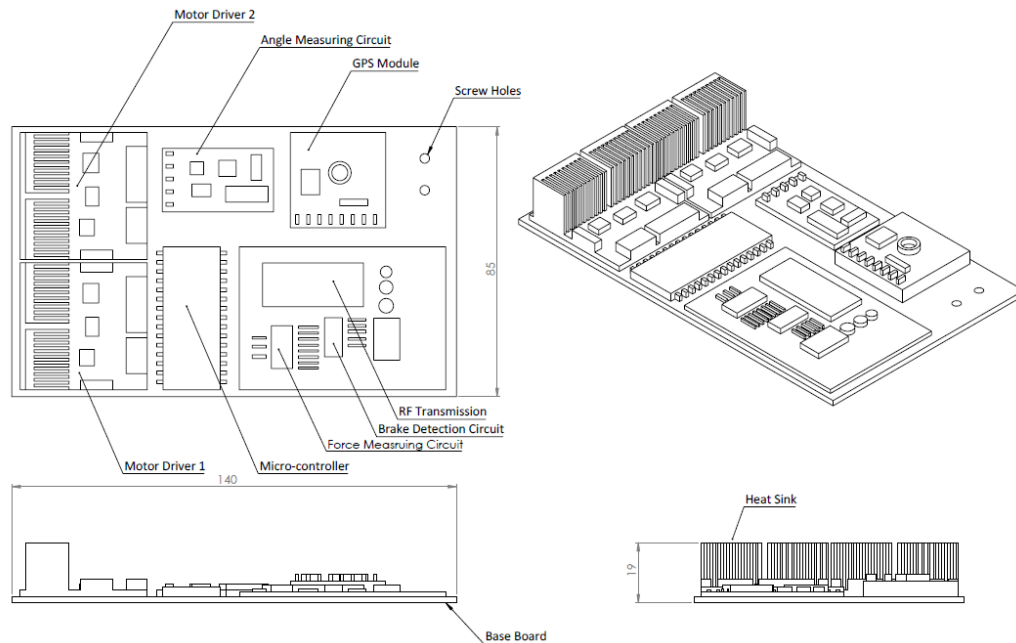 Motor Driver 2
Angle Measuring Circuit
GPS Module
Screw Holes
85
RF Transmission
Brake Detection Circuit
Force Measruing Circuit
Motor Driver 1
Micro-controller
140
Heat Sink
19
Base Board